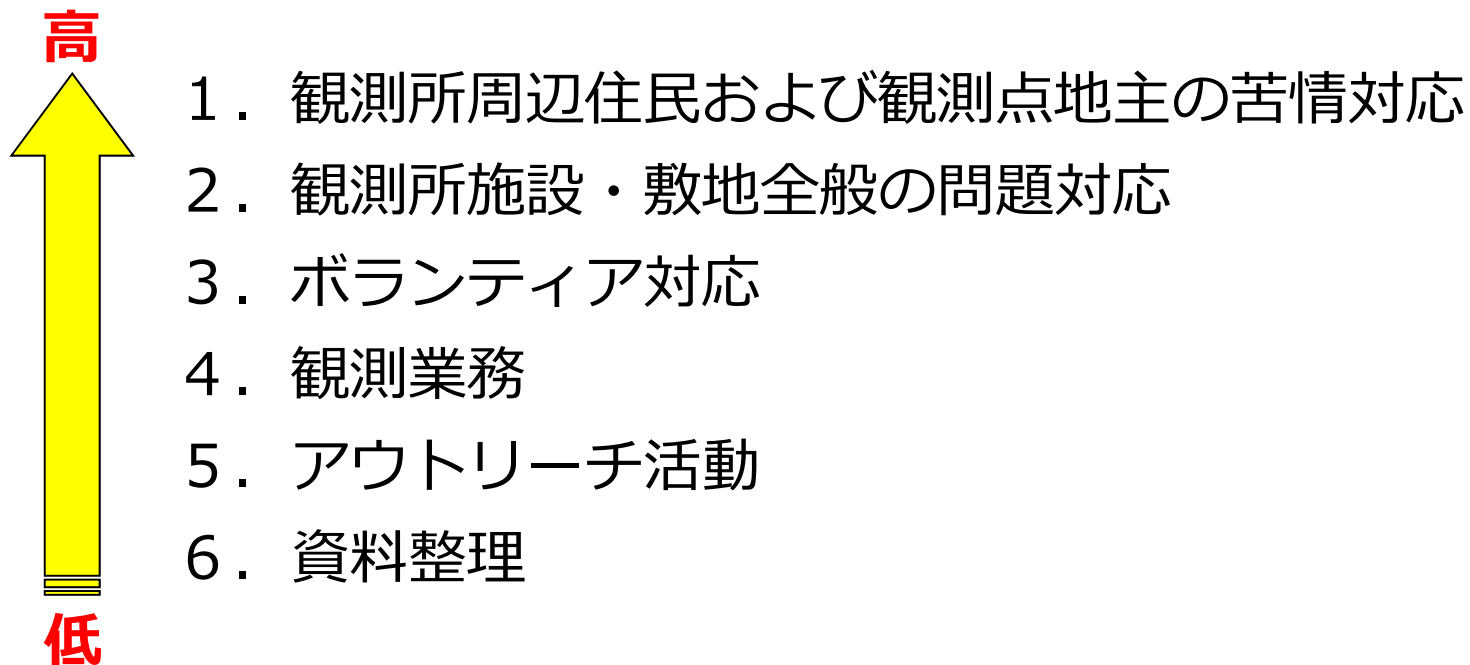 高
１．観測所周辺住民および観測点地主の苦情対応
２．観測所施設・敷地全般の問題対応
３．ボランティア対応
４．観測業務
５．アウトリーチ活動
６．資料整理
低